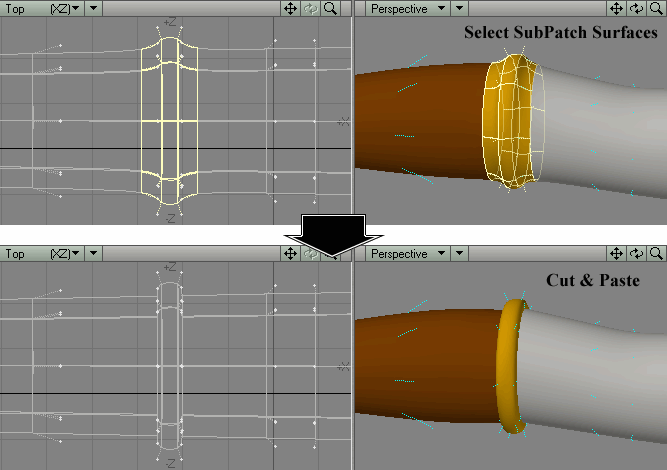 Top (XZ)
Perspective
Select SubPatch Surfaces
+Z
+X
-Z
Top (XZ)
Perspective
Cut & Paste
+Z
+X
-Z